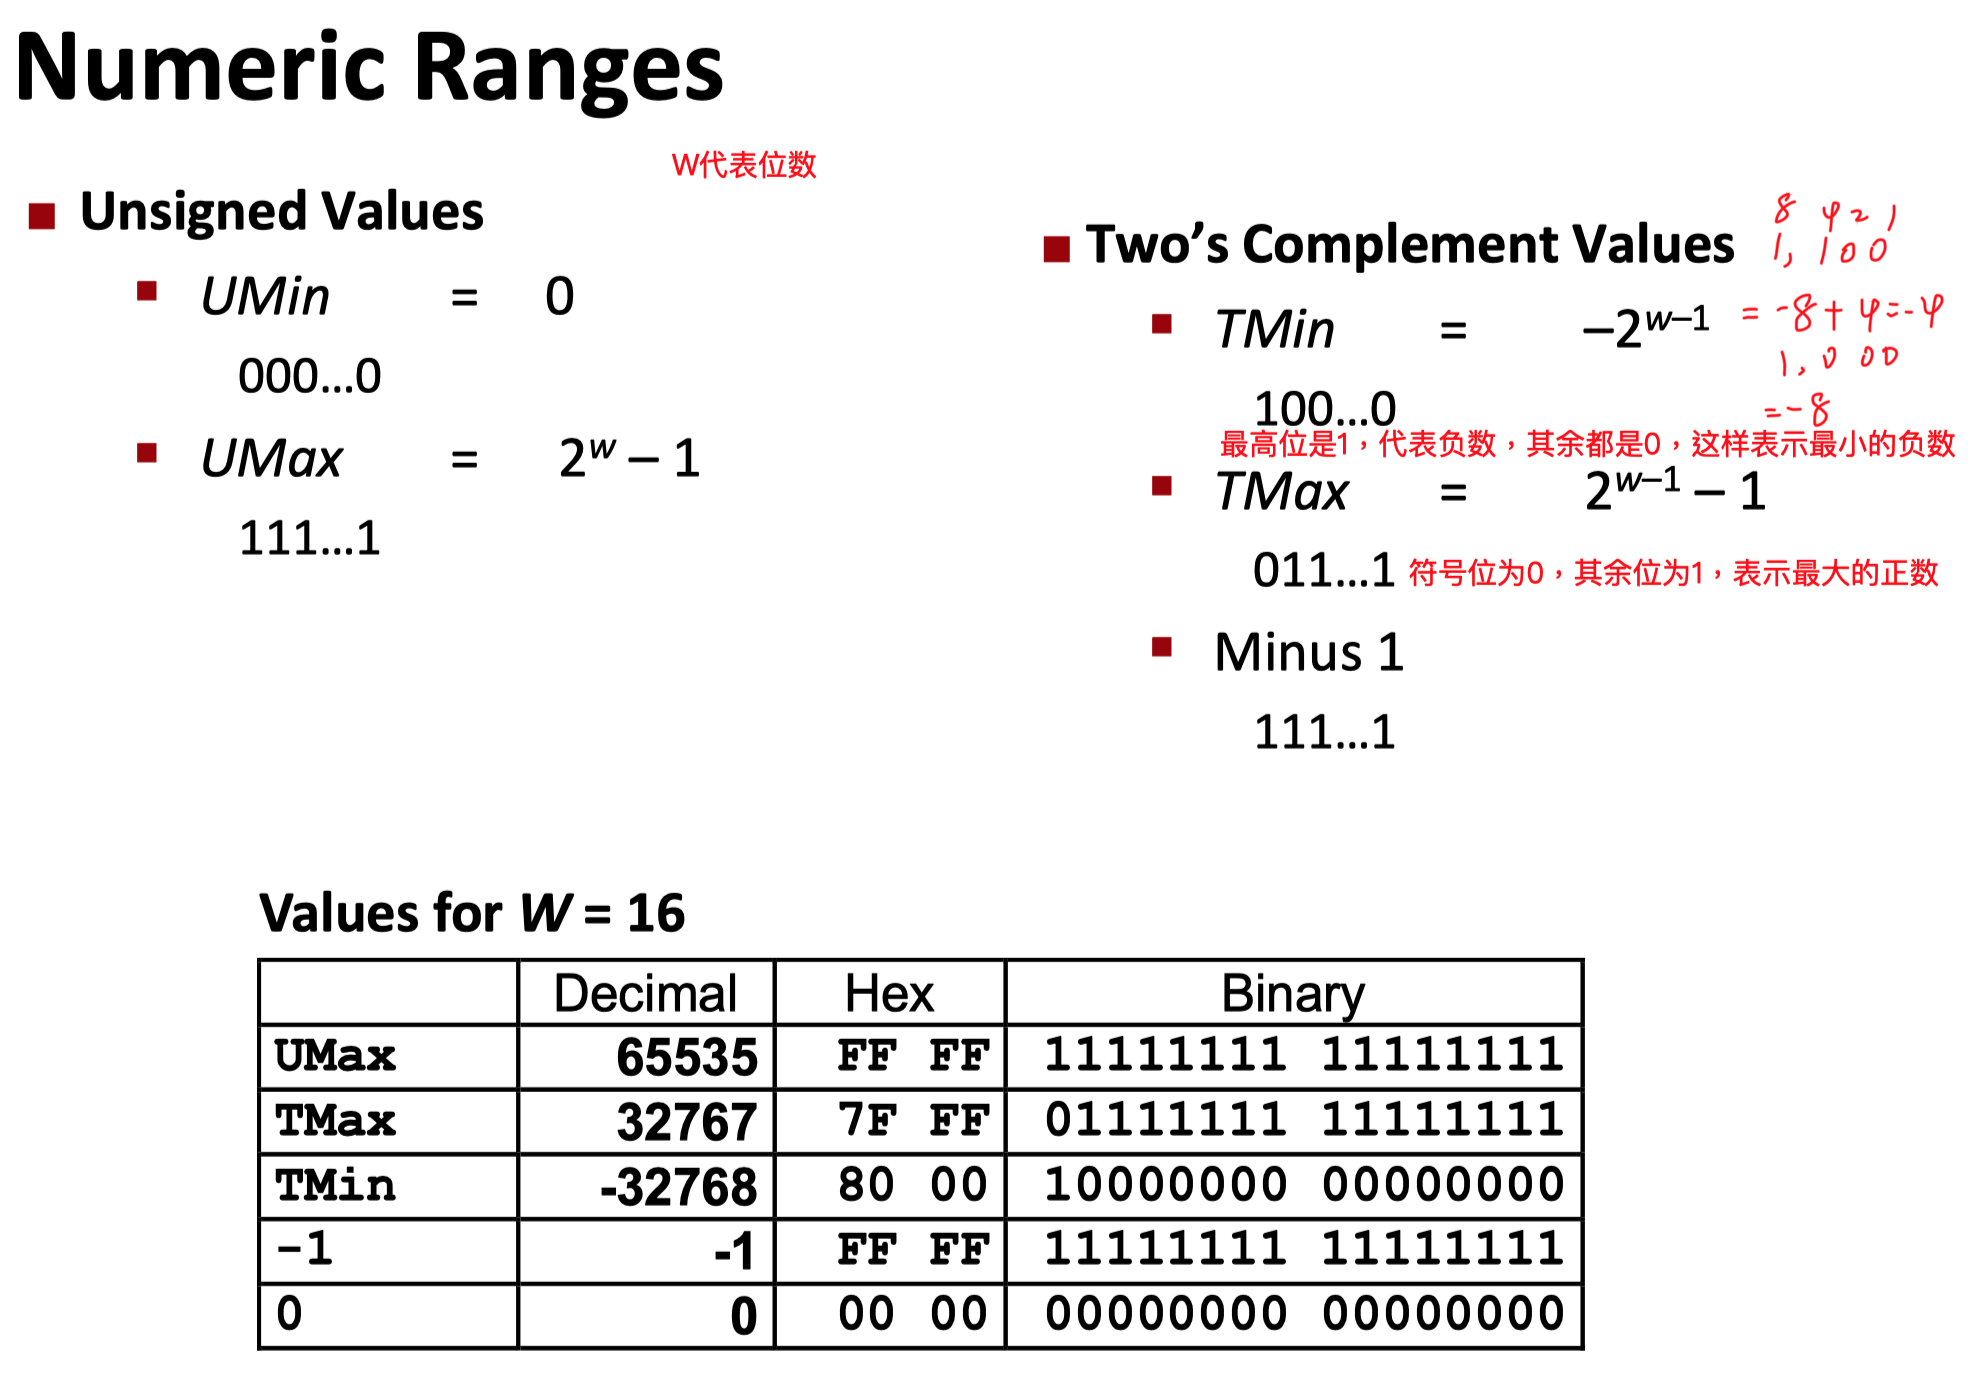 Numeric Ranges
W代表位数
■ Unsigned Values
▪ UMin = 0
000…0
▪ UMax = 2^w – 1
111…1
■ Two’s Complement Values
8 4 2 1
1, 1 0 0
▪ TMin = –2^w–1
= -8 + 4 = -4
1, 0 0 0
= -8
100…0
最高位是1，代表负数，其余都是0，这样表示最小的负数
▪ TMax = 2^w–1 – 1
011…1 符号位为0，其余位为1，表示最大的正数
▪ Minus 1
111…1
Values for W = 16
Decimal Hex Binary
UMax 65535 FF FF 11111111 11111111
TMax 32767 7F FF 01111111 11111111
TMin -32768 80 00 10000000 00000000
-1 -1 FF FF 11111111 11111111
0 0 00 00 00000000 00000000